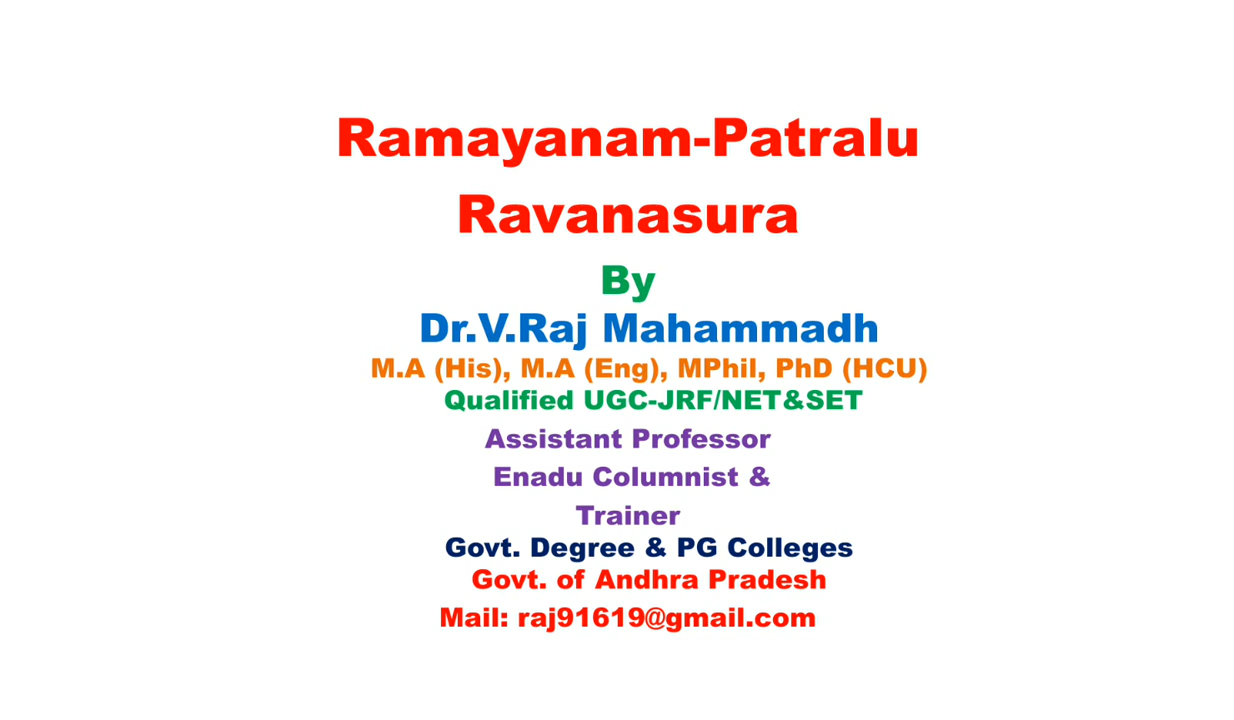 Ramayanam-Patralu
Ravanasura
By
Dr.V.Raj Mahammadh
M.A (His), M.A (Eng), MPhil, PhD (HCU)
Qualified UGC-JRF/NET&SET
Assistant Professor
Enadu Columnist &
Trainer
Govt. Degree & PG Colleges
Govt. of Andhra Pradesh
Mail: raj91619@gmail.com